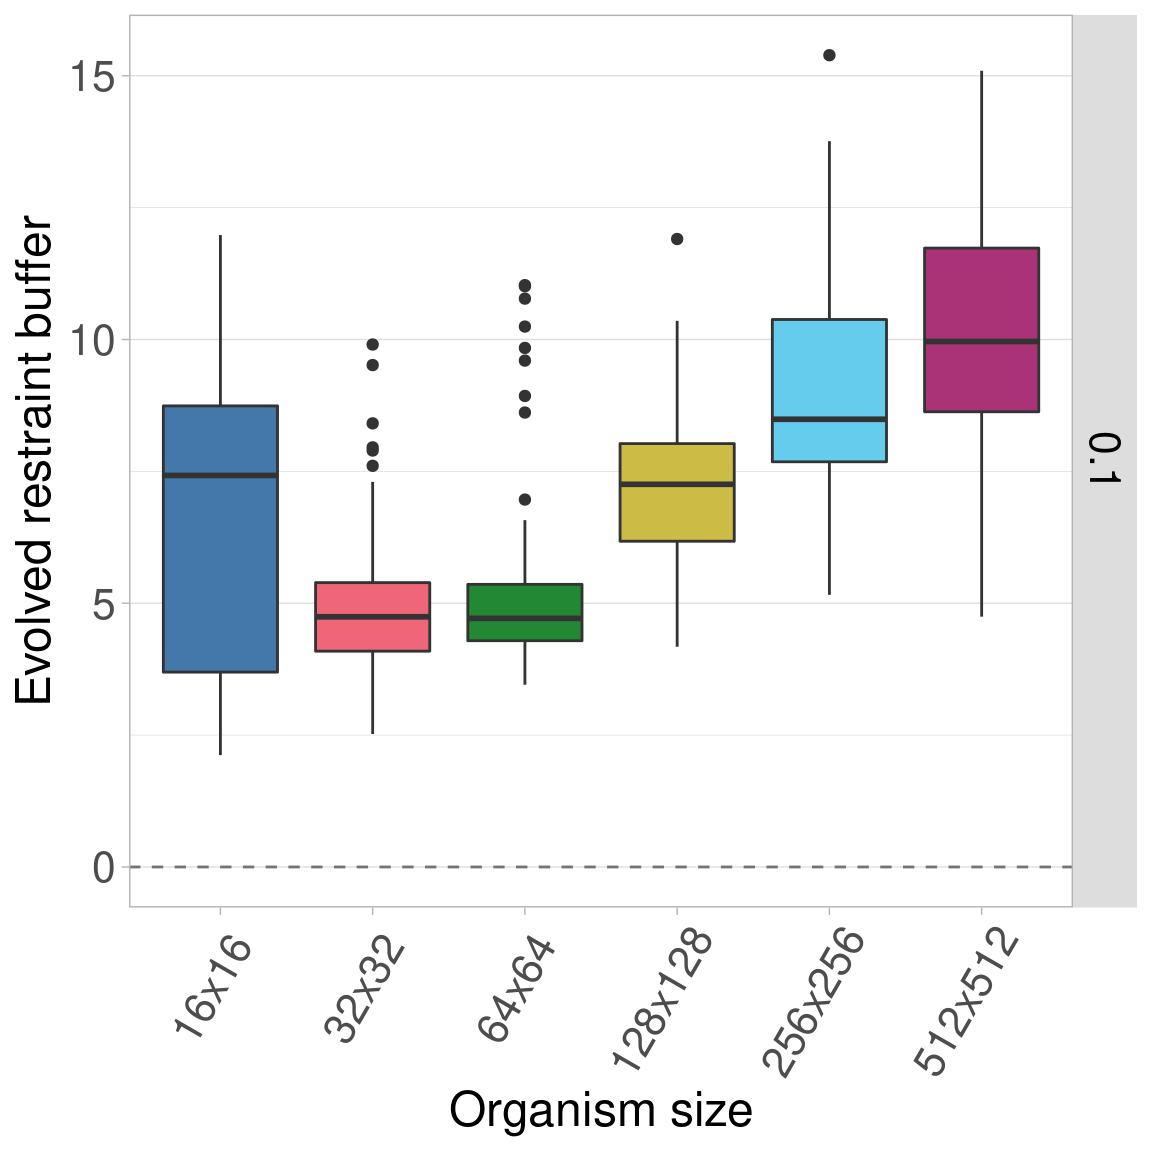 Evolved restraint buffer
15
10
5
0
0.1
16x16
32x32
64x64
128x128
256x256
512x512
Organism size